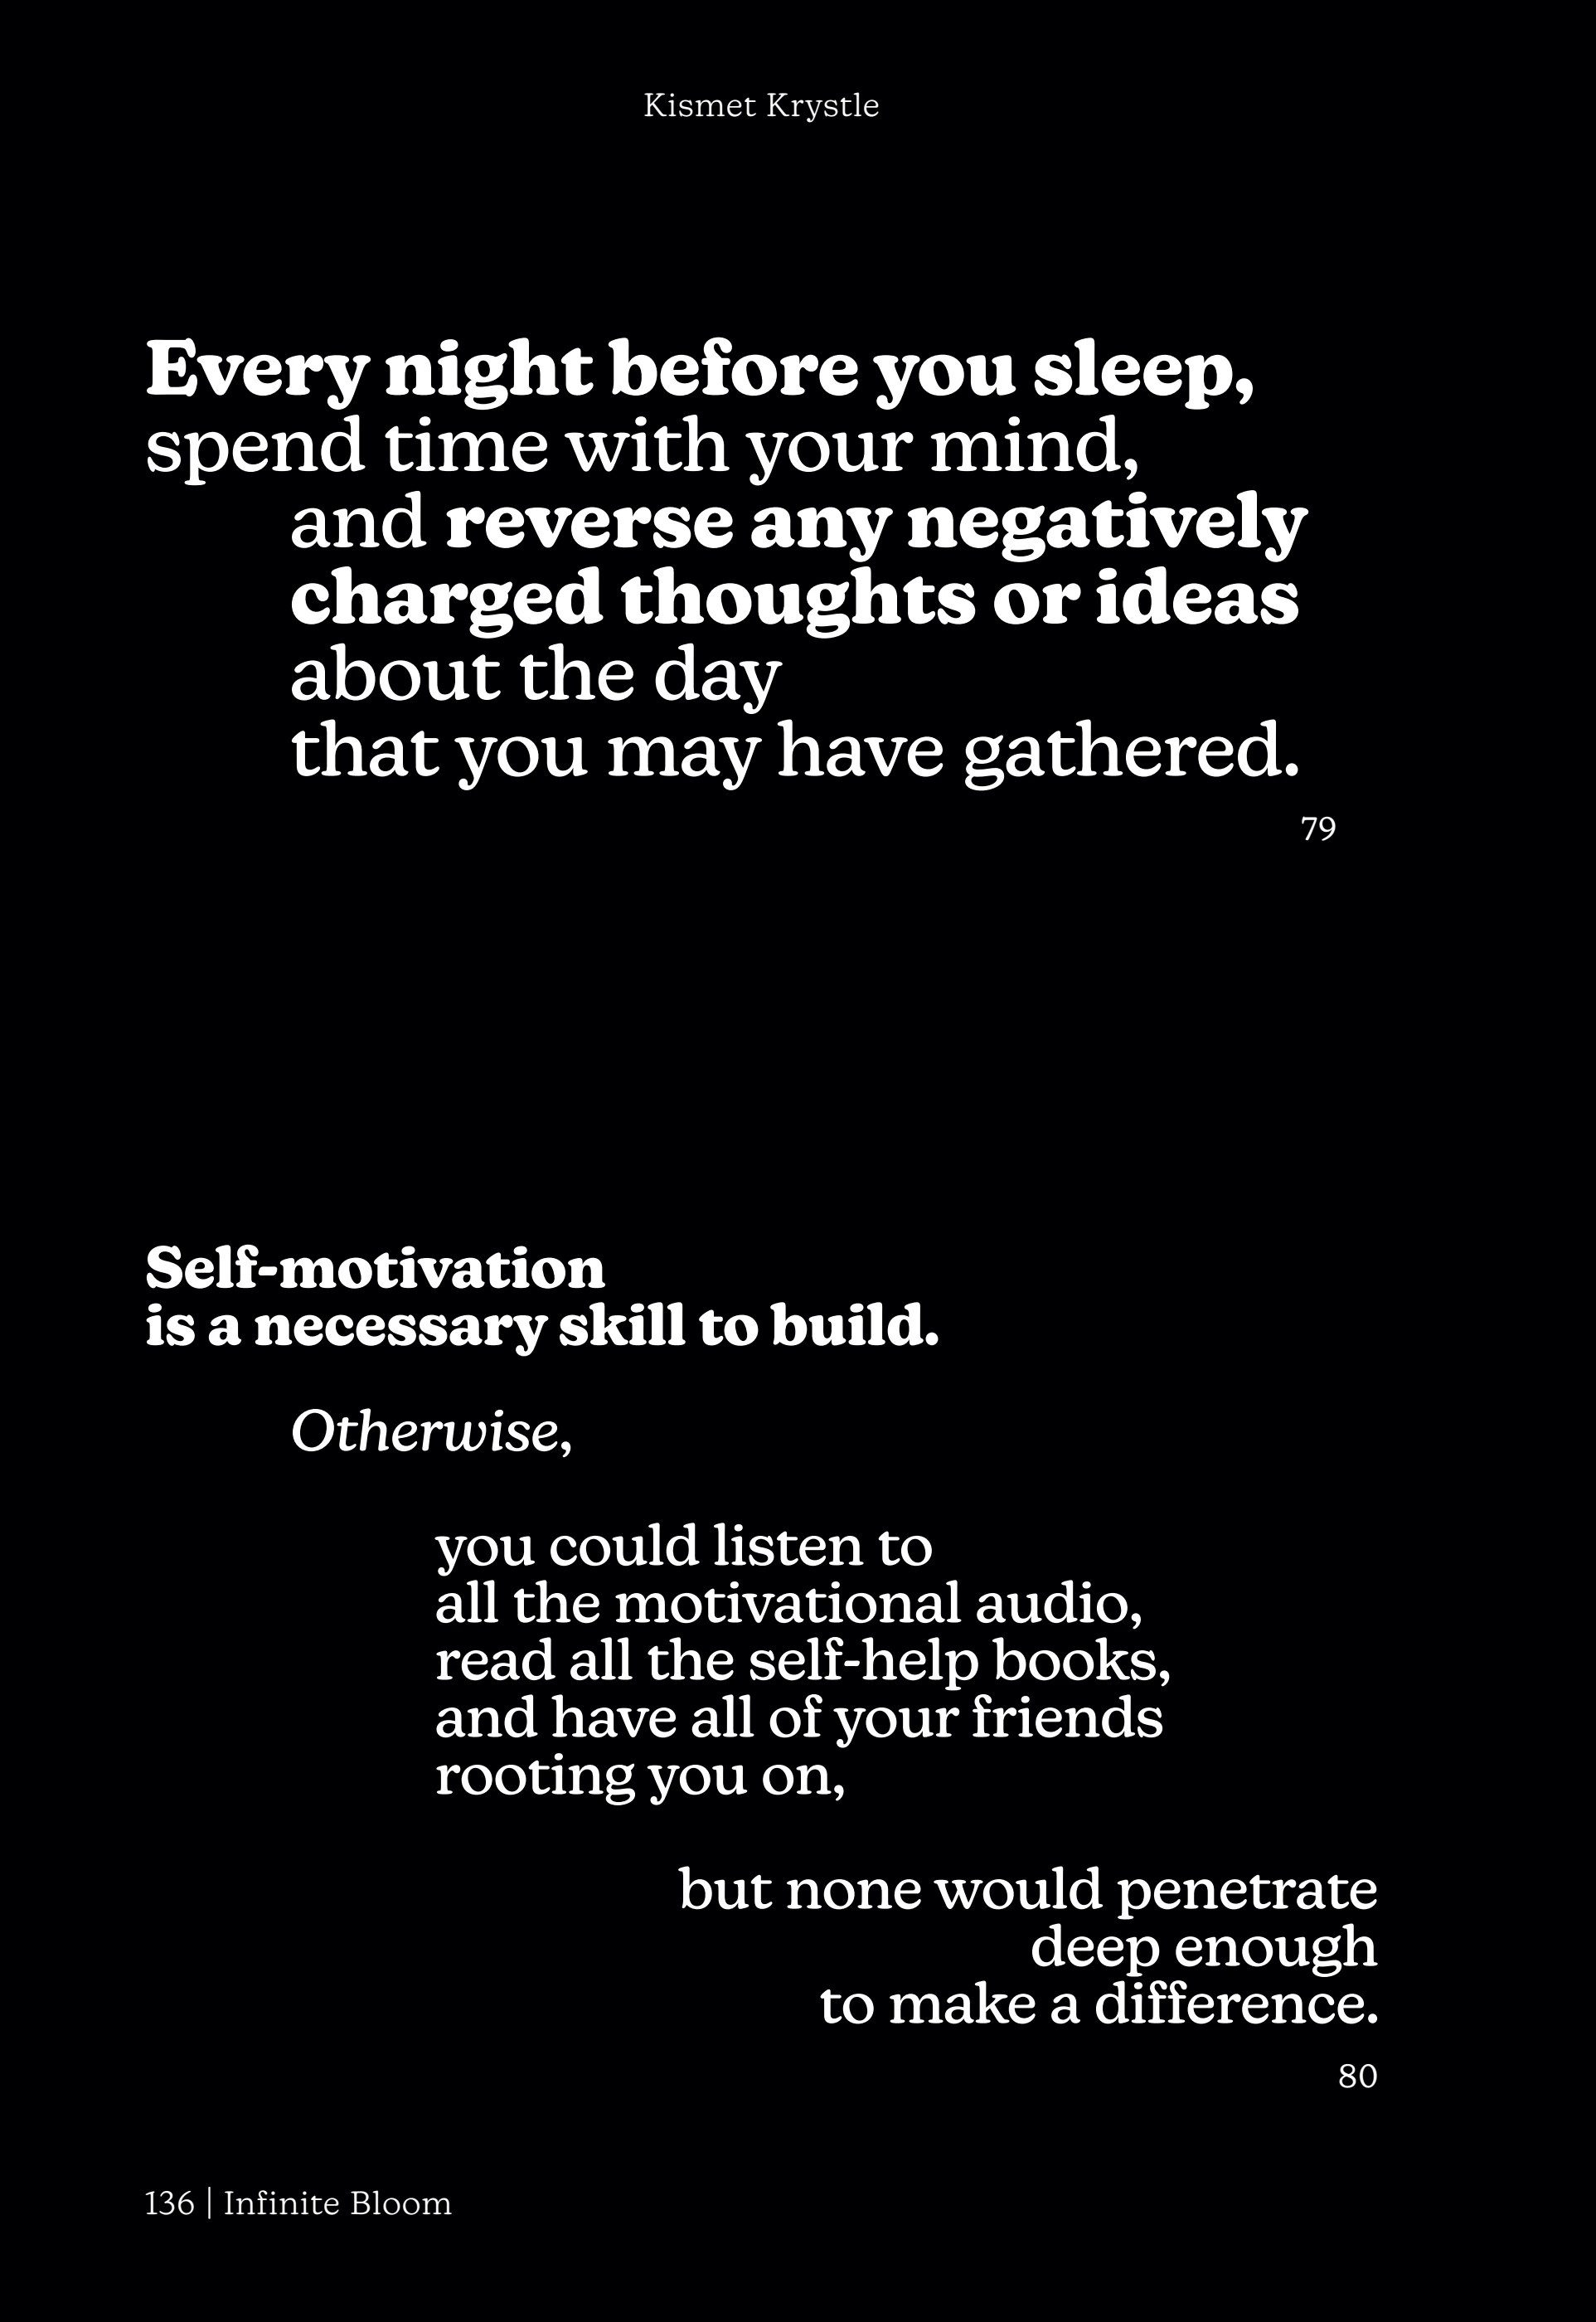 Kismet Krystle
Every night before you sleep,
spend time with your mind,
and reverse any negatively
charged thoughts or ideas
about the day
that you may have gathered.
79
Self-motivation
is a necessary skill to build.
Otherwise,
you could listen to
all the motivational audio,
read all the self-help books,
and have all of your friends
rooting you on,
but none would penetrate
deep enough
to make a difference.
80
136 | Infinite Bloom